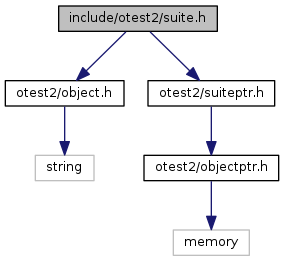 include/otest2/suite.h
otest2/object.h
otest2/suiteptr.h
string
otest2/objectptr.h
memory